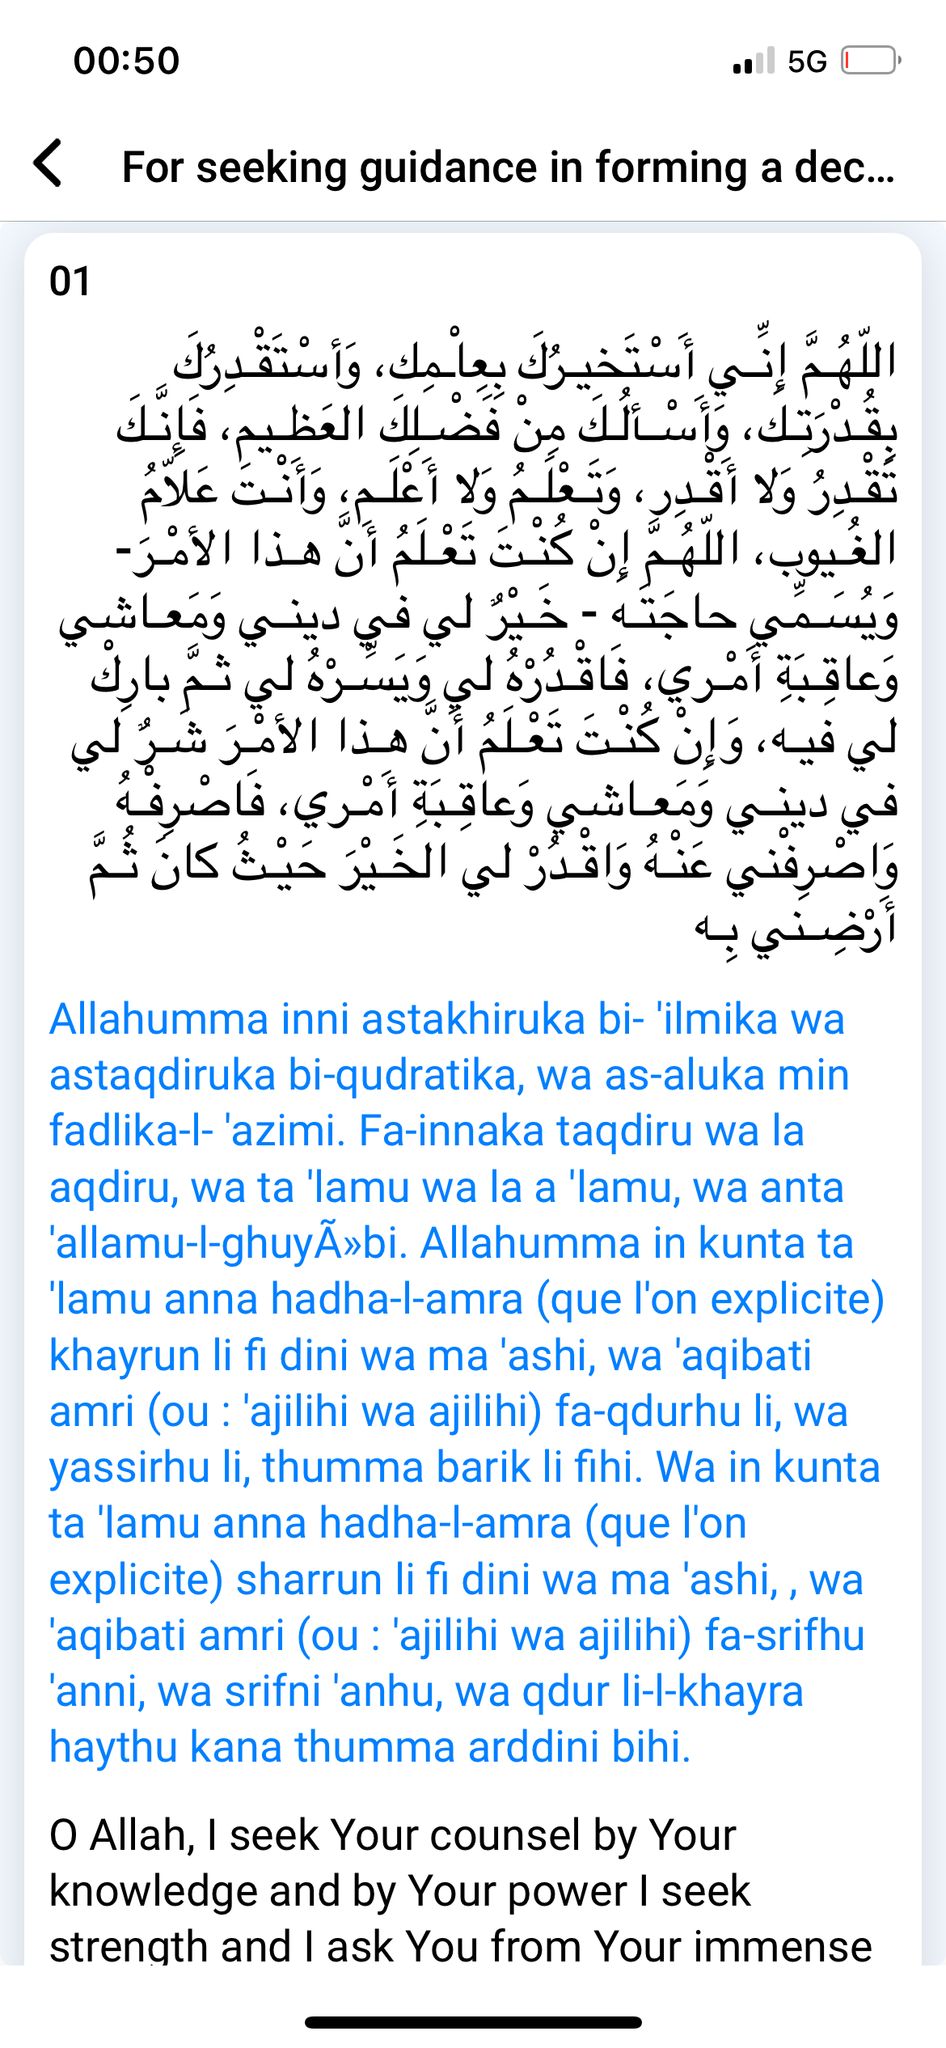 00:50
5G
For seeking guidance in forming a dec...
01
اللّهُـمَّ إِنِّـي أَسْتَخيـرُكَ بِعِلْـمِك، وَأسْتَقْـدِرُكَ
بِقُـدْرَتِـك، وَأَسْـألُـكَ مِنْ فَضْـلِكَ العَظـيم، فَإِنَّـكَ
تَقْـدِرُ وَلا أَقْـدِر، وَتَـعْلَـمُ وَلا أَعْلَـم، وَأَنْـتَ عَلاّمُ
الغُـيوب، اللّهُـمَّ إِنْ كُنْـتَ تَعْـلَمُ أَنَّ هـذا الأمْـرَ-
وَيُسَـمِّي حاجَتَـه - خَـيْرٌ لي في دينـي وَمَعـاشي
وَعاقِـبَةِ أَمْـري، فَاقْـدُرْهُ لي وَيَسِّـرْهُ لي ثـمَّ بارِكْ
لي فيـه، وَإِنْ كُنْـتَ تَعْـلَمُ أَنَّ هـذا الأمْـرَ شَـرٌ لي
في دينـي وَمَعـاشي وَعاقِـبَةِ أَمْـري، فَاصْرِفْـهُ
وَاصْرِفْني عَنْـهُ وَاقْـدُرْ لي الخَـيْرَ حَيْـثُ كانَ ثُـمَّ
أَرْضِـني بِـه
Allahumma inni astakhiruka bi- 'ilmika wa
astaqdiruka bi-qudratika, wa as-aluka min
fadlika-l- 'azimi. Fa-innaka taqdiru wa la
aqdiru, wa ta 'lamu wa la a 'lamu, wa anta
'allamu-l-ghuyÃ»bi. Allahumma in kunta ta
'lamu anna hadha-l-amra (que l'on explicite)
khayrun li fi dini wa ma 'ashi, wa 'aqibati
amri (ou : 'ajilihi wa ajilihi) fa-qdurhu li, wa
yassirhu li, thumma barik li fihi. Wa in kunta
ta 'lamu anna hadha-l-amra (que l'on
explicite) sharrun li fi dini wa ma 'ashi, , wa
'aqibati amri (ou : 'ajilihi wa ajilihi) fa-srifhu
'anni, wa srifni 'anhu, wa qdur li-l-khayra
haythu kana thumma arddini bihi.
O Allah, I seek Your counsel by Your
knowledge and by Your power I seek
strength and I ask You from Your immense